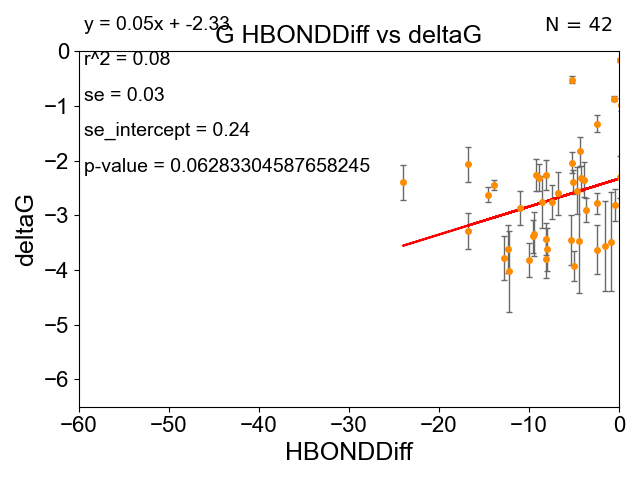 y = 0.05x + -2.33
N = 42
G HBONDDiff vs deltaG
r^2 = 0.08
se = 0.03
se_intercept = 0.24
p-value = 0.06283304587658245
deltaG
0
−1
−2
−3
−4
−5
−6
−60
−50
−40
−30
−20
−10
0
HBONDDiff